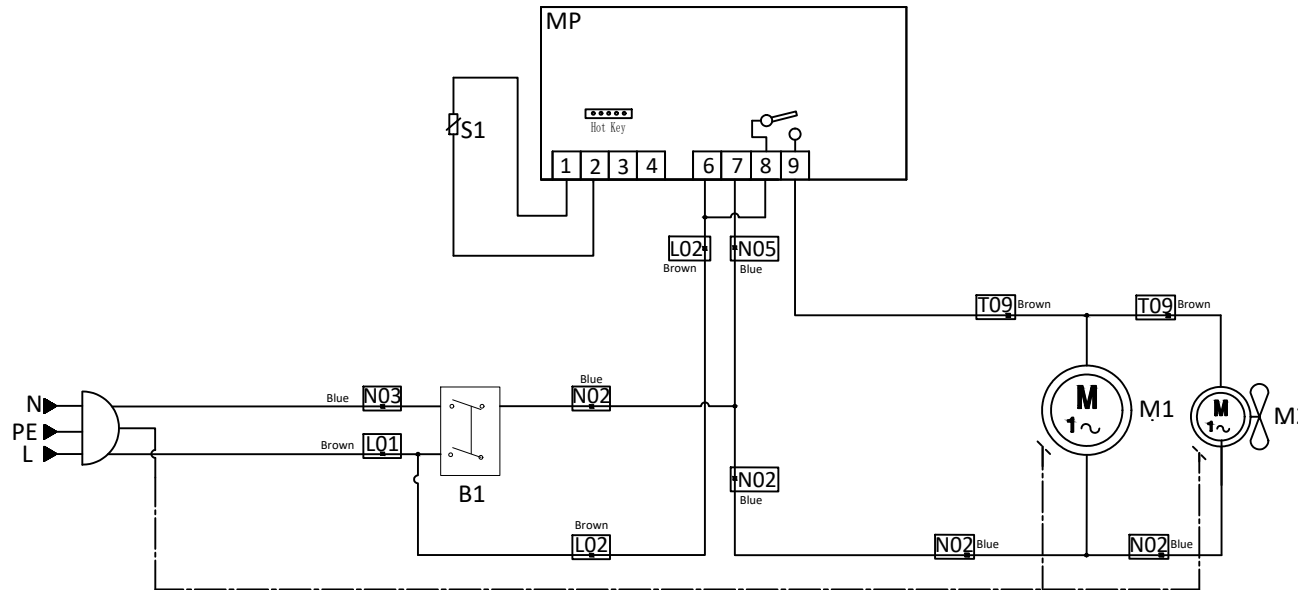 MP
S1
Hot Key
1 2 3 4 6 7 8 9
L02 N05
Brown Blue
T09 Brown T09 Brown
N
PE
L
Blue N03
Blue
N02
Brown L01
B1
M
1~
M1
M
1~
N02
Blue
Brown
L02
N02 Blue N02 Blue